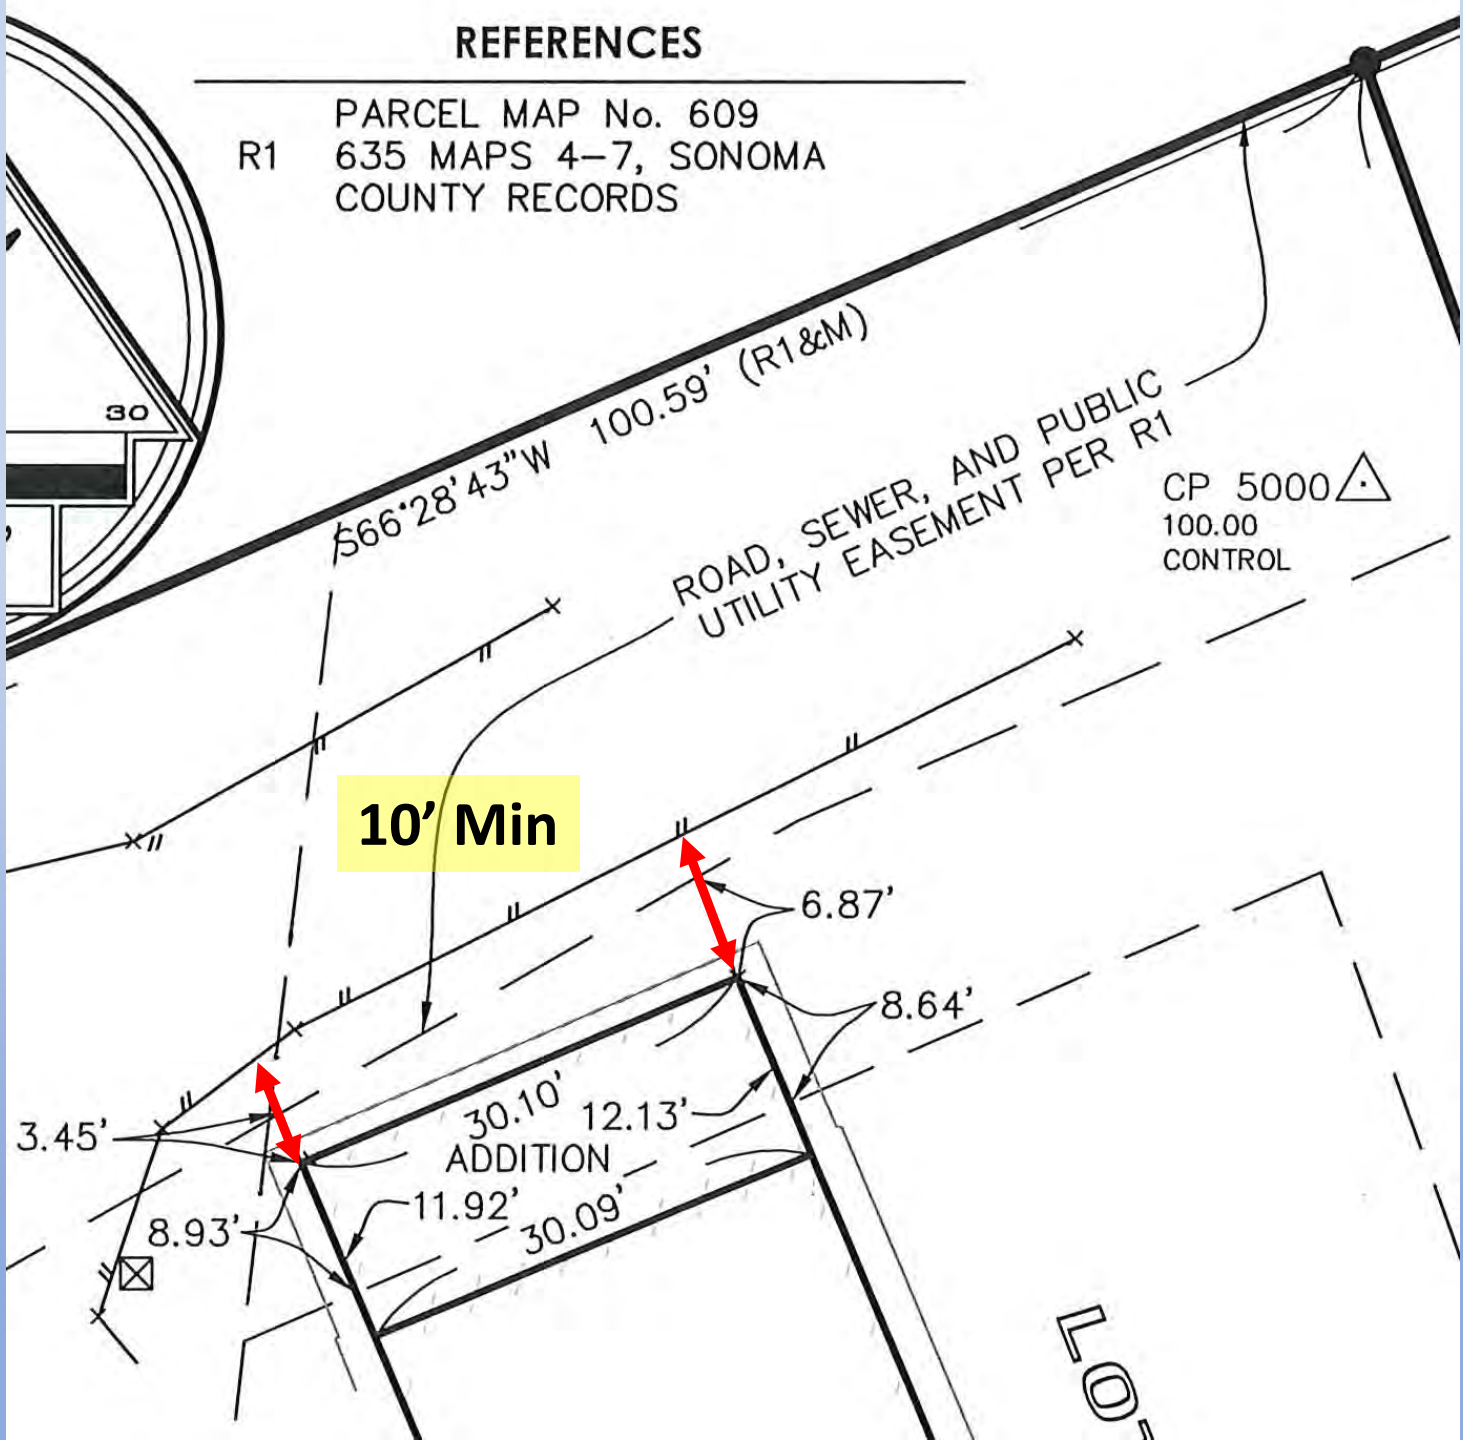 REFERENCES
PARCEL MAP No. 609
R1 635 MAPS 4-7, SONOMA
COUNTY RECORDS
30
S66°28'43"W 100.59' (R1&M)
ROAD, SEWER, AND PUBLIC
UTILITY EASEMENT PER R1
CP 5000
100.00
CONTROL
10' Min
6.87'
8.64'
30.10'
12.13'
3.45'
ADDITION
11.92'
30.09'
8.93'